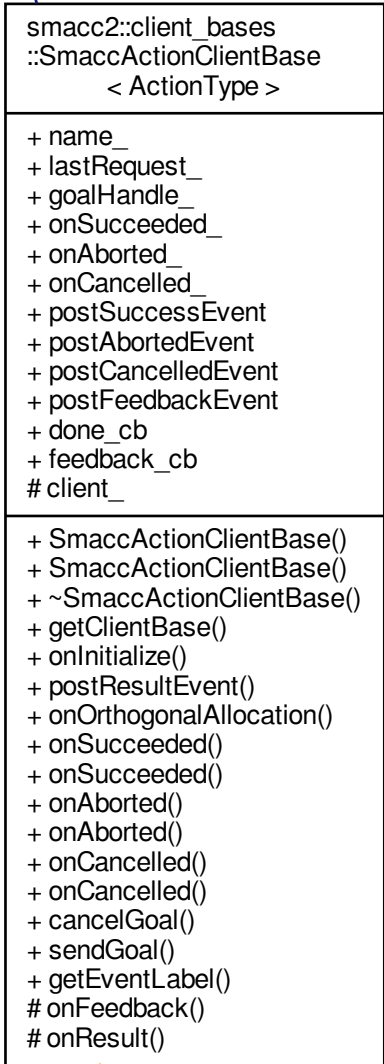 smacc2::client_bases
::SmaccActionClientBase
< ActionType >
+ name_
+ lastRequest_
+ goalHandle_
+ onSucceeded_
+ onAborted_
+ onCancelled_
+ postSuccessEvent
+ postAbortedEvent
+ postCancelledEvent
+ postFeedbackEvent
+ done_cb
+ feedback_cb
# client_
+ SmaccActionClientBase()
+ SmaccActionClientBase()
+ ~SmaccActionClientBase()
+ getClientBase()
+ onInitialize()
+ postResultEvent()
+ onOrthogonalAllocation()
+ onSucceeded()
+ onSucceeded()
+ onAborted()
+ onAborted()
+ onCancelled()
+ onCancelled()
+ cancelGoal()
+ sendGoal()
+ getEventLabel()
# onFeedback()
# onResult()